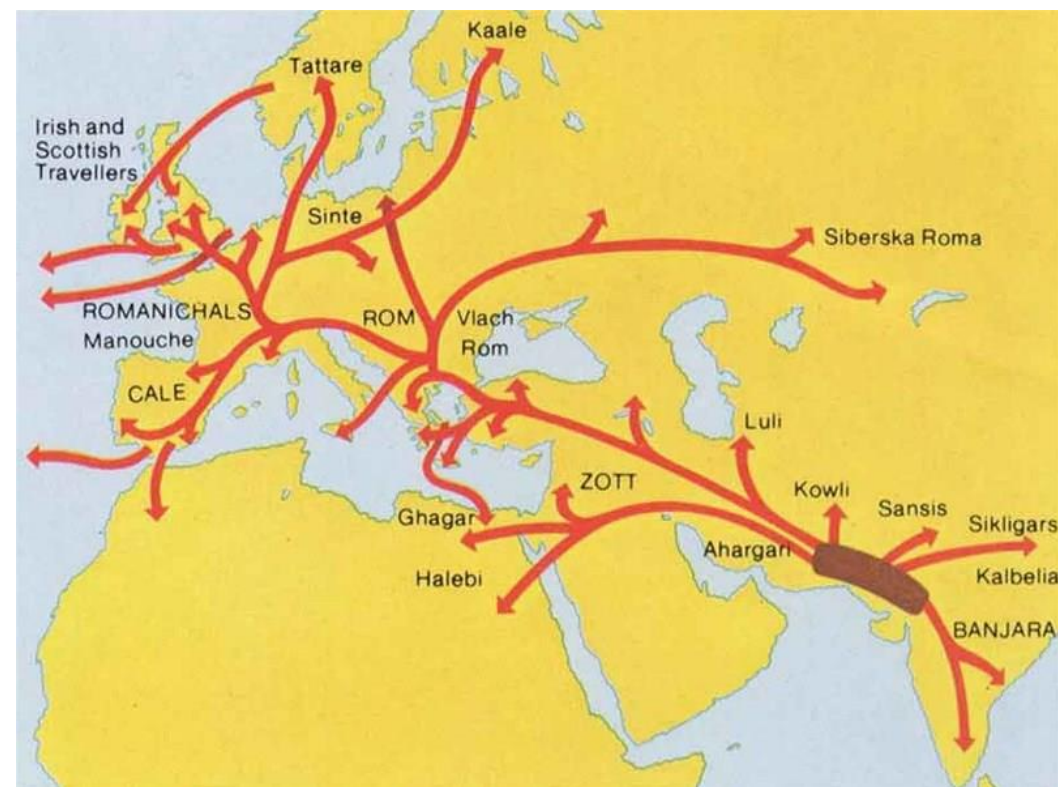 Kaale
Tattare
Irish and
Scottish
Travellers
Sinte
Siberska Roma
ROMANICHALS
Manouche
ROM
Vlach
Rom
CALE
Luli
ZOTT
Kowli
Sansis
Sikligars
Ghagar
Ahargari
Halebi
Kalbelia
BANJARA